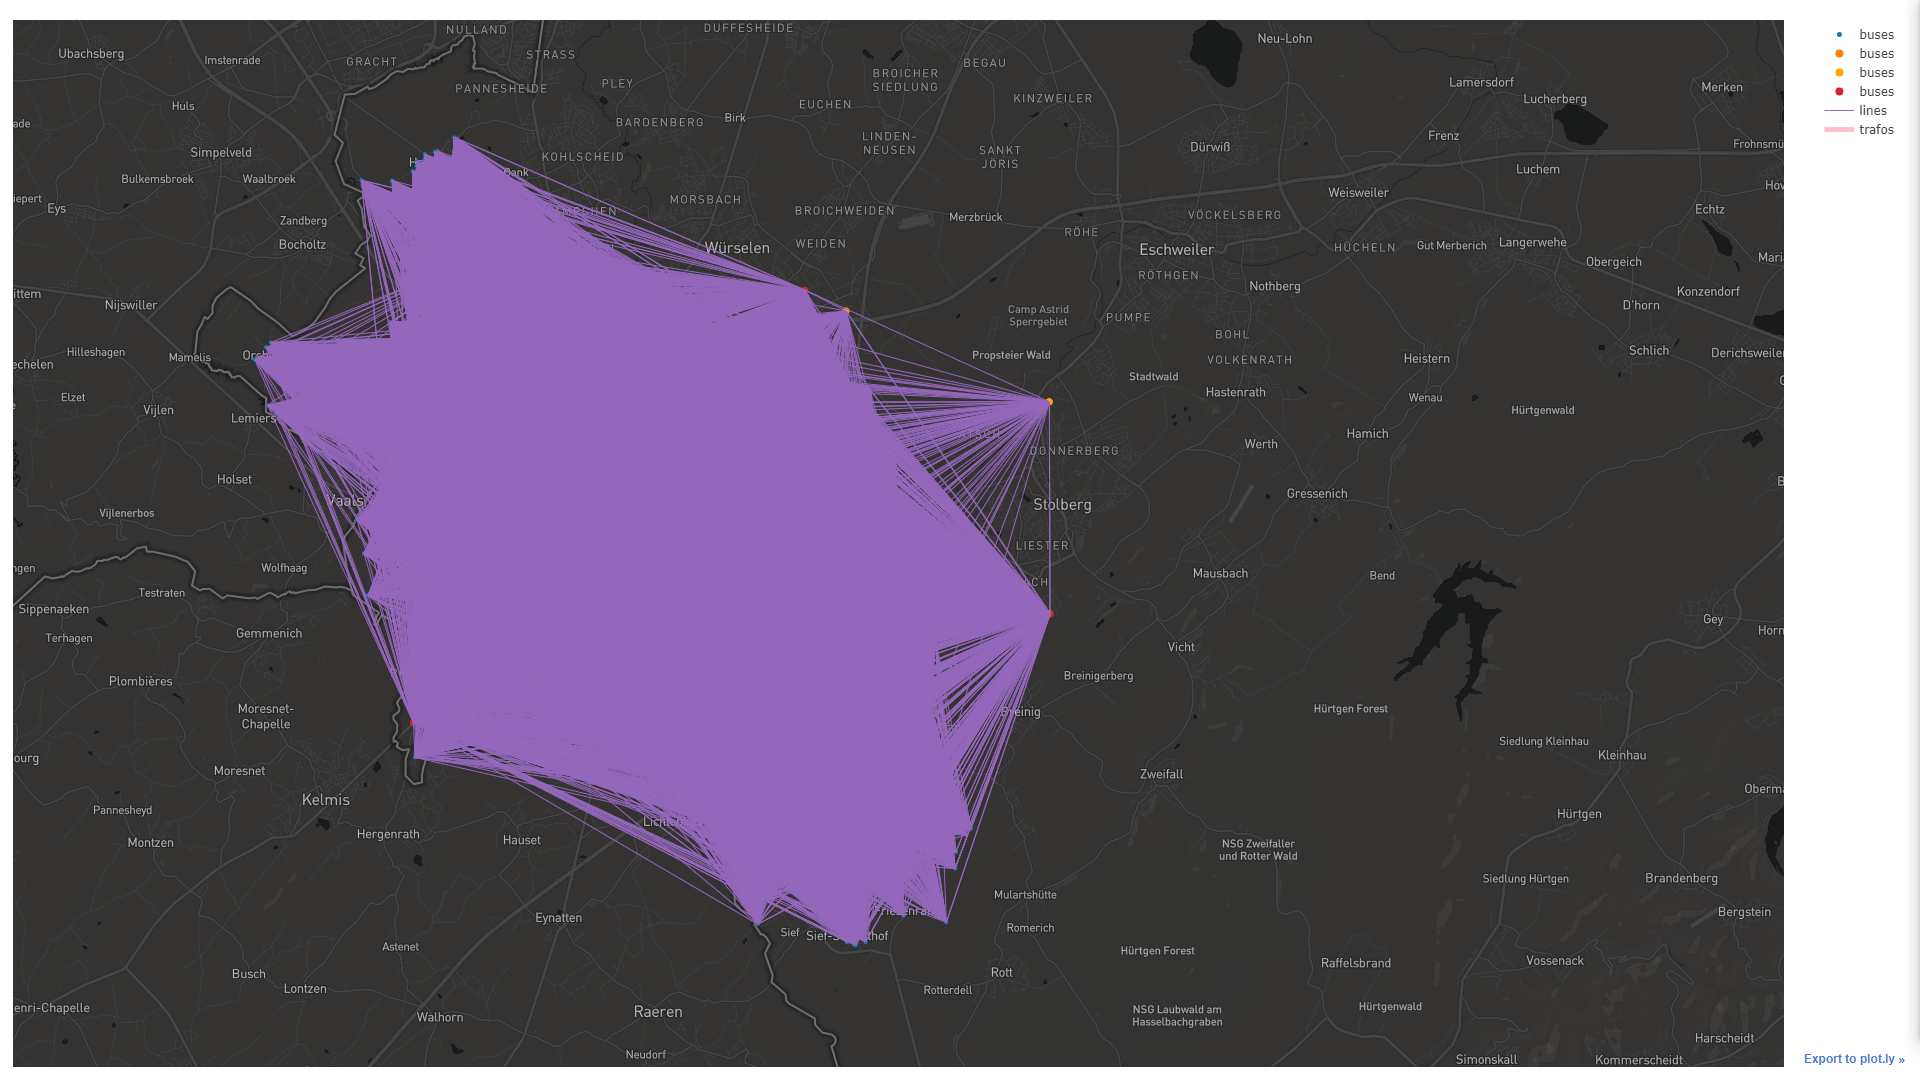 NULLAND
DUFFESHEIDE
Neu-Lohn
buses
Ubachsberg
Imstenrade
GRACHT
STRASS
BEGAU
buses
BROICHER
SIEDLUNG
PANNESHEIDE
PLEY
Lamersdorf
Merken
buses
Huls
EUCHEN
KINZWEILER
Lucherberg
buses
ade
BARDENBERG
Birk
lines
LINDEN-
NEUSEN
Frenz
trafos
Simpelveld
KOHLSCHEID
SANKT
JÖRIS
Dürwiß
Frohnsmü
Bulkemsbroek
Waalbroek
Bank
Luchem
iepert
Eys
MORSBACH
BROICHWEIDEN
Merzbrück
VÖCKELSBERG
Weisweiler
Echtz
Zandberg
Bocholtz
Würselen
WEIDEN
RÖHE
Eschweiler
HÜCHELN
Gut Merberich
Langerwehe
RÖTHGEN
Obergeich
Mari
ittem
Nijswiller
Nothberg
Konzendorf
Camp Astrid
Sperrgebiet
PUMPE
D'horn
BOHL
Hilleshagen
Mamelis
Propsteier Wald
VOLKENRATH
Heistern
Schlich
Derichsweiler
echelen
Stadtwald
Elzet
Vijlen
Hastenrath
Wenau
Hürtgenwald
Lemiers
Werth
Hamich
DONNERBERG
Holset
Vaals
Gressenich
Vijlenerbos
Stolberg
LIESTER
ngen
Wolfhaag
Mausbach
Bend
Testraten
ACH
Sippenaeken
Terhagen
Gemmenich
Gey
Horn
Vicht
Plombières
Breinigerberg
Moresnet-
Chapelle
Breinig
Hürtgen Forest
Siedlung Kleinhau
Kleinhau
ourg
Moresnet
Zweifall
Kelmis
Oberma
Pannesheyd
Hergenrath
Hürtgen
Montzen
Hauset
NSG Zweifaller
und Rotter Wald
Siedlung Hürtgen
Brandenberg
Mulartshütte
Bergstein
Eynatten
Sief
Romerich
Astenet
Hürtgen Forest
Raffelsbrand
Vossenack
Busch
Rott
Lontzen
Rotterdell
enri-Chapelle
Walhorn
Raeren
NSG Laubwald am
Hasselbachgraben
Hürtgenwald
Harscheidt
Neudorf
Simonskall
Kommerscheidt
Export to plot.ly »